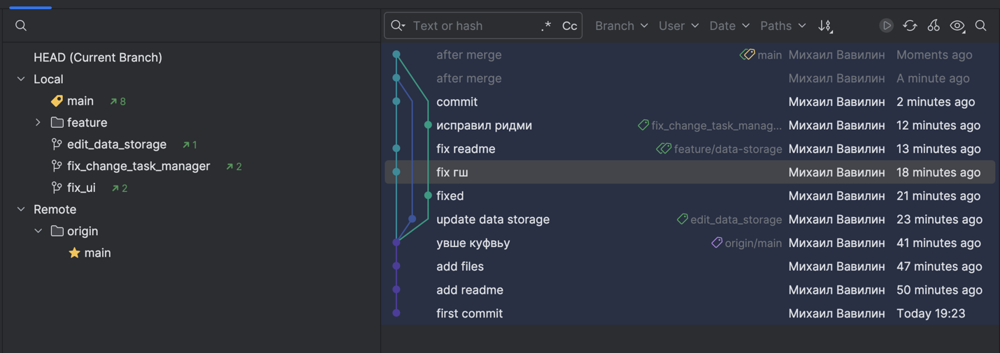 HEAD (Current Branch)
Local
main 8
feature
edit_data_storage 1
fix_change_task_manager 2
fix_ui 2
Remote
origin
main
Text or hash .* Cc Branch User Date Paths
after merge main Михаил Вавилин Moments ago
after merge Михаил Вавилин A minute ago
commit Михаил Вавилин 2 minutes ago
исправил ридми fix_change_task_manag... Михаил Вавилин 12 minutes ago
fix readme feature/data-storage Михаил Вавилин 13 minutes ago
fix гш Михаил Вавилин 18 minutes ago
fixed Михаил Вавилин 21 minutes ago
update data storage edit_data_storage Михаил Вавилин 23 minutes ago
увше куфвьу origin/main Михаил Вавилин 41 minutes ago
add files Михаил Вавилин 47 minutes ago
add readme Михаил Вавилин 50 minutes ago
first commit Михаил Вавилин Today 19:23